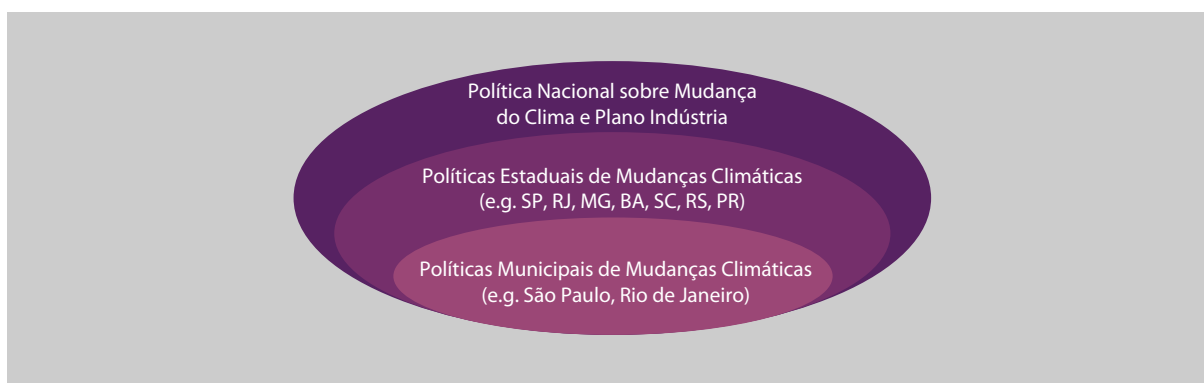 Política Nacional sobre Mudança
do Clima e Plano Indústria
Políticas Estaduais de Mudanças Climáticas
(e.g. SP, RJ, MG, BA, SC, RS, PR)
Políticas Municipais de Mudanças Climáticas
(e.g. São Paulo, Rio de Janeiro)